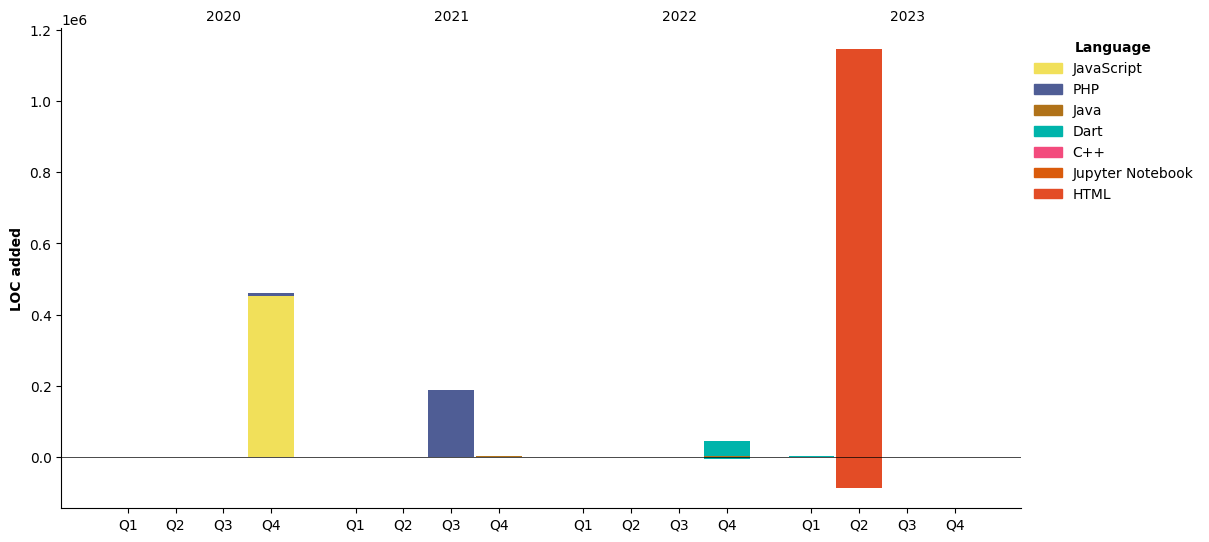 2020 2021 2022 2023
1e6
1.2
1.0
0.8
0.6
0.4
0.2
0.0
LOC added
Q1 Q2 Q3 Q4 Q1 Q2 Q3 Q4 Q1 Q2 Q3 Q4 Q1 Q2 Q3 Q4
Language
JavaScript
PHP
Java
Dart
C++
Jupyter Notebook
HTML